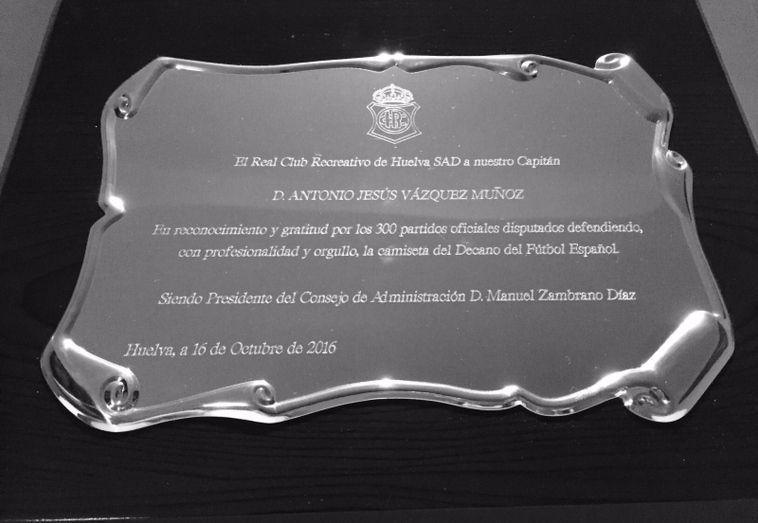 El Real Club Recreativo de Huelva SAD a nuestro Capitán
D. ANTONIO JESÚS VÁZQUEZ MUÑOZ
En reconocimiento y gratitud por los 300 partidos oficiales disputados defendiendo,
con profesionalidad y orgullo, la camiseta del Decano del Fútbol Español.
Siendo Presidente del Consejo de Administración D. Manuel Zambrano Díaz
Huelva, a 16 de Octubre de 2016